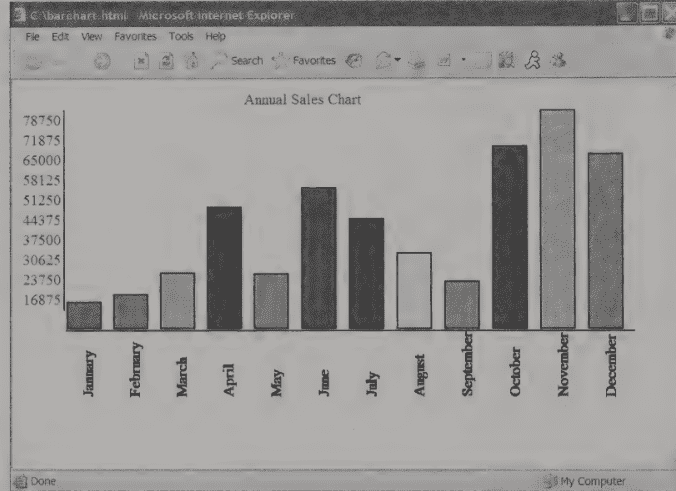 C:\barchart.html - Microsoft Internet Explorer
File Edit View Favorites Tools Help
Search Favorites
Annual Sales Chart
78750
71875
65000
58125
51250
44375
37500
30625
23750
16875
January February March April May June July August September October November December
Done My Computer